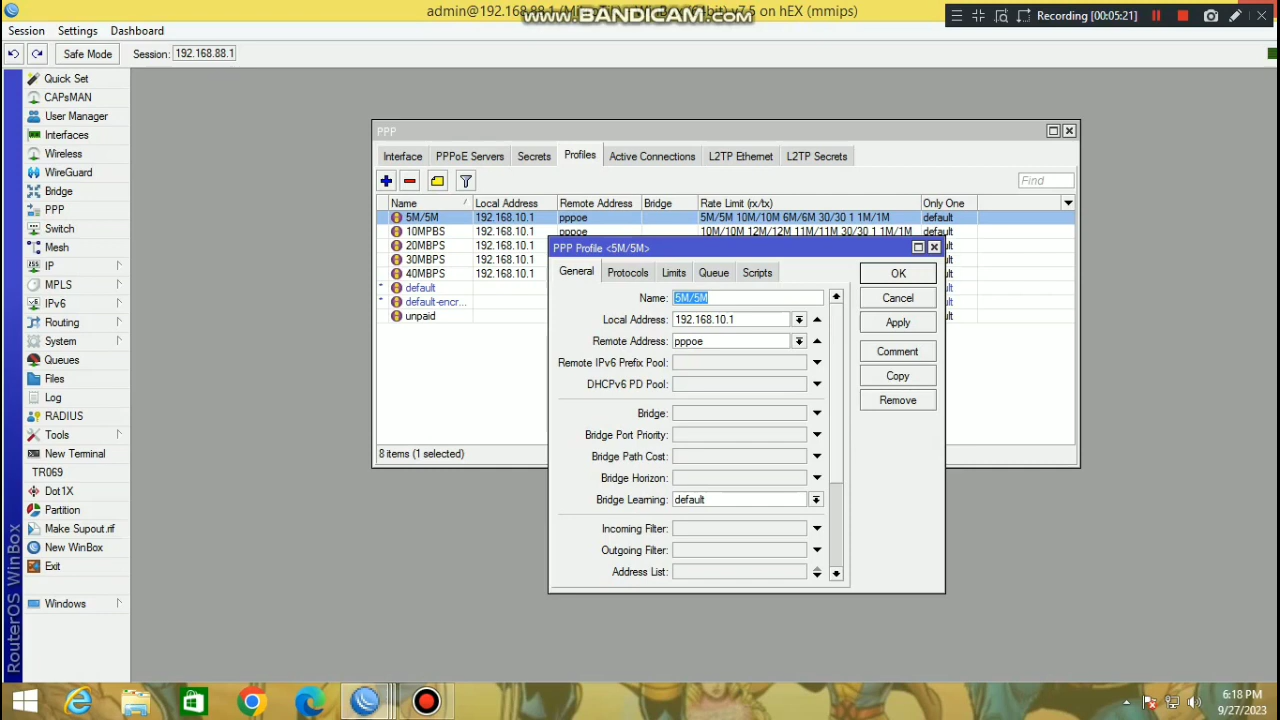 admin@192.168.88.1
v7.5 on hEX (mmips)
www.BANDICAM.com
Recording [00:05:21]
Session Settings Dashboard
Safe Mode Session: 192.168.88.1
Quick Set
CAPsMAN
User Manager
Interfaces
Wireless
WireGuard
Bridge
PPP
Switch
Mesh
IP
MPLS
IPv6
Routing
System
Queues
Files
Log
RADIUS
Tools
New Terminal
TR069
Dot1X
Partition
Make Supout.rif
New WinBox
Exit
Windows
RouterOS WinBox
PPP
Interface PPPoE Servers Secrets Profiles Active Connections L2TP Ethernet L2TP Secrets
Find
Name Local Address Remote Address Bridge Rate Limit (rx/tx) Only One
5M/5M 192.168.10.1 pppoe 5M/5M 10M/10M 6M/6M 30/30 1 1M/1M default
10MPBS 192.168.10.1 pppoe 10M/10M 12M/12M 11M/11M 30/30 1 1M/1M default
20MBPS 192.168.10.1
30MBPS 192.168.10.1
40MBPS 192.168.10.1
* default
* default-encr...
unpaid
8 items (1 selected)
PPP Profile <5M/5M>
General Protocols Limits Queue Scripts
Name: 5M/5M
Local Address: 192.168.10.1
Remote Address: pppoe
Remote IPv6 Prefix Pool:
DHCPv6 PD Pool:
Bridge:
Bridge Port Priority:
Bridge Path Cost:
Bridge Horizon:
Bridge Learning: default
Incoming Filter:
Outgoing Filter:
Address List:
OK
Cancel
Apply
Comment
Copy
Remove
6:18 PM
9/27/2023